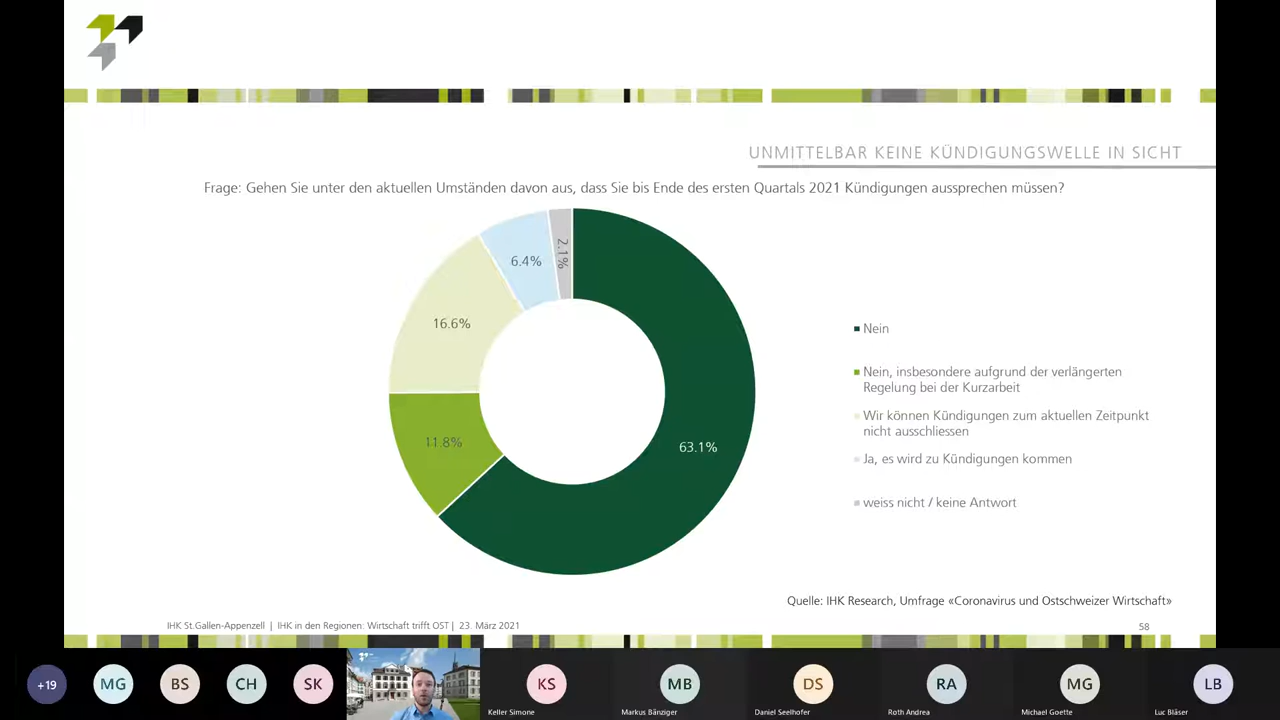 UNMITTELBAR KEINE KÜNDIGUNGSWELLE IN SICHT
Frage: Gehen Sie unter den aktuellen Umständen davon aus, dass Sie bis Ende des ersten Quartals 2021 Kündigungen aussprechen müssen?
2.1%
6.4%
16.6%
11.8%
63.1%
Nein
Nein, insbesondere aufgrund der verlängerten
Regelung bei der Kurzarbeit
Wir können Kündigungen zum aktuellen Zeitpunkt
nicht ausschliessen
Ja, es wird zu Kündigungen kommen
weiss nicht / keine Antwort
Quelle: IHK Research, Umfrage «Coronavirus und Ostschweizer Wirtschaft»
IHK St.Gallen-Appenzell | IHK in den Regionen: Wirtschaft trifft OST | 23. März 2021
58
+19
MG
BS
CH
SK
KS
MB
DS
RA
MG
LB
Keller Simone
Markus Bänziger
Daniel Seelhofer
Roth Andrea
Michael Goette
Luc Bläser